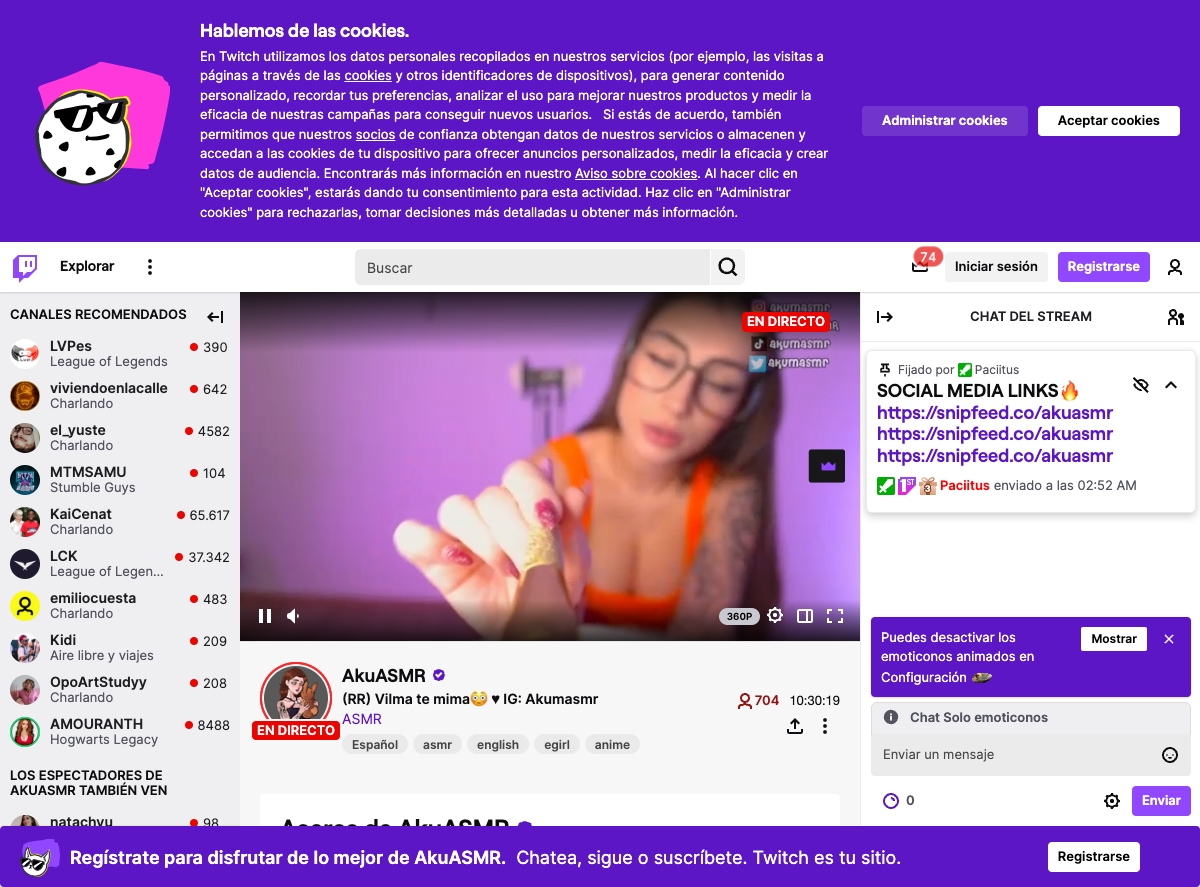 Hablemos de las cookies.
En Twitch utilizamos los datos personales recopilados en nuestros servicios (por ejemplo, las visitas a
páginas a través de las cookies y otros identificadores de dispositivos), para generar contenido
personalizado, recordar tus preferencias, analizar el uso para mejorar nuestros productos y medir la
eficacia de nuestras campañas para conseguir nuevos usuarios.   Si estás de acuerdo, también
permitimos que nuestros socios de confianza obtengan datos de nuestros servicios o almacenen y
accedan a las cookies de tu dispositivo para ofrecer anuncios personalizados, medir la eficacia y crear
datos de audiencia. Encontrarás más información en nuestro Aviso sobre cookies. Al hacer clic en
"Aceptar cookies", estarás dando tu consentimiento para esta actividad. Haz clic en "Administrar
cookies" para rechazarlas, tomar decisiones más detalladas u obtener más información.
Administrar cookies
Aceptar cookies
Explorar
Buscar
74
Iniciar sesión
Registrarse
CANALES RECOMENDADOS
LVPes
390
League of Legends
viviendoenlacalle
642
Charlando
el_yuste
4582
Charlando
MTMSAMU
104
Stumble Guys
KaiCenat
65.617
Charlando
LCK
37.342
League of Legen...
emiliocuesta
483
Charlando
Kidi
209
Aire libre y viajes
OpoArtStudyy
208
Charlando
AMOURANTH
8488
Hogwarts Legacy
LOS ESPECTADORES DE
AKUASMR TAMBIÉN VEN
natachvu
98
akumasmr
EN DIRECTO
akumasmr
akumasmr
360P
AkuASMR
(RR) Vilma te mima😳 ♥ IG: Akumasmr
ASMR
EN DIRECTO
Español
asmr
english
egirl
anime
704
10:30:19
Acerca de AkuASMR
CHAT DEL STREAM
Fijado por Paciitus
SOCIAL MEDIA LINKS🔥
https://snipfeed.co/akuasmr
https://snipfeed.co/akuasmr
https://snipfeed.co/akuasmr
1ST 3 Paciitus enviado a las 02:52 AM
Puedes desactivar los
emoticonos animados en
Configuración
Mostrar
Chat Solo emoticonos
Enviar un mensaje
0
Enviar
Regístrate para disfrutar de lo mejor de AkuASMR. Chatea, sigue o suscríbete. Twitch es tu sitio.
Registrarse